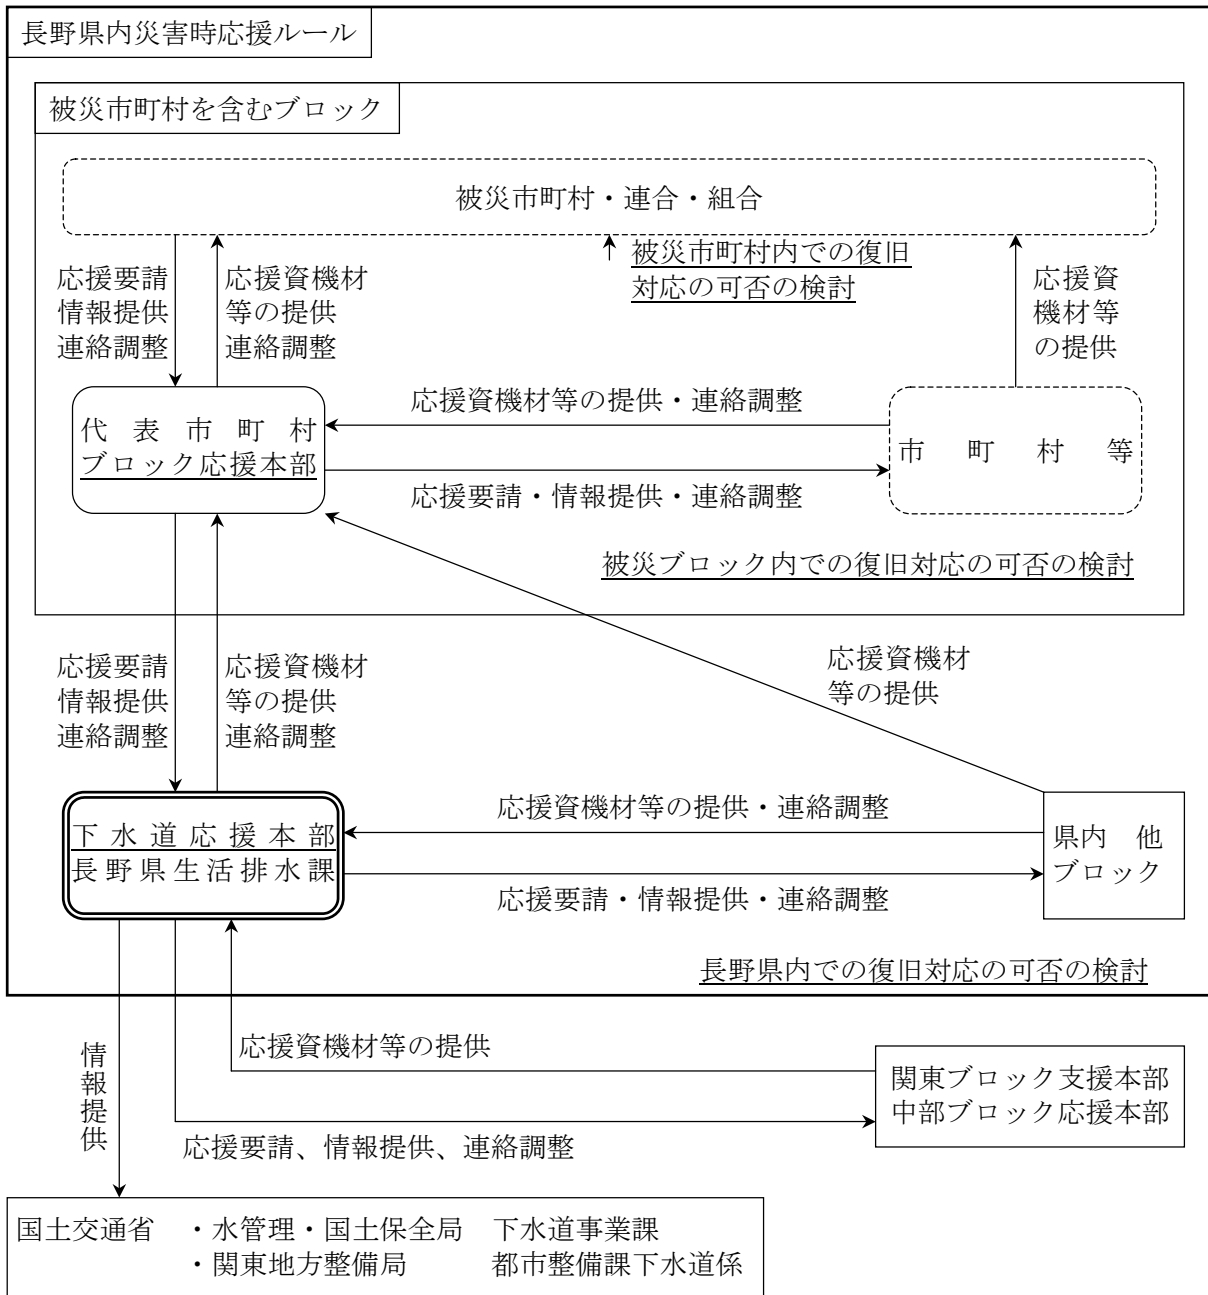 長野県内災害時応援ルール
被災市町村を含むブロック
被災市町村・連合・組合
応援要請
情報提供
連絡調整
応援資機材
等の提供
連絡調整
被災市町村内での復旧
対応の可否の検討
応援資
機材等
の提供
代表市町村
ブロック応援本部
応援資機材等の提供・連絡調整
応援要請・情報提供・連絡調整
市町村等
被災ブロック内での復旧対応の可否の検討
応援要請
情報提供
連絡調整
応援資機材
等の提供
連絡調整
応援資機材
等の提供
下水道応援本部
長野県生活排水課
応援資機材等の提供・連絡調整
応援要請・情報提供・連絡調整
県内 他
ブロック
長野県内での復旧対応の可否の検討
情報提供
応援資機材等の提供
応援要請、情報提供、連絡調整
関東ブロック支援本部
中部ブロック応援本部
国土交通省 ・水管理・国土保全局 下水道事業課
・関東地方整備局 都市整備課下水道係